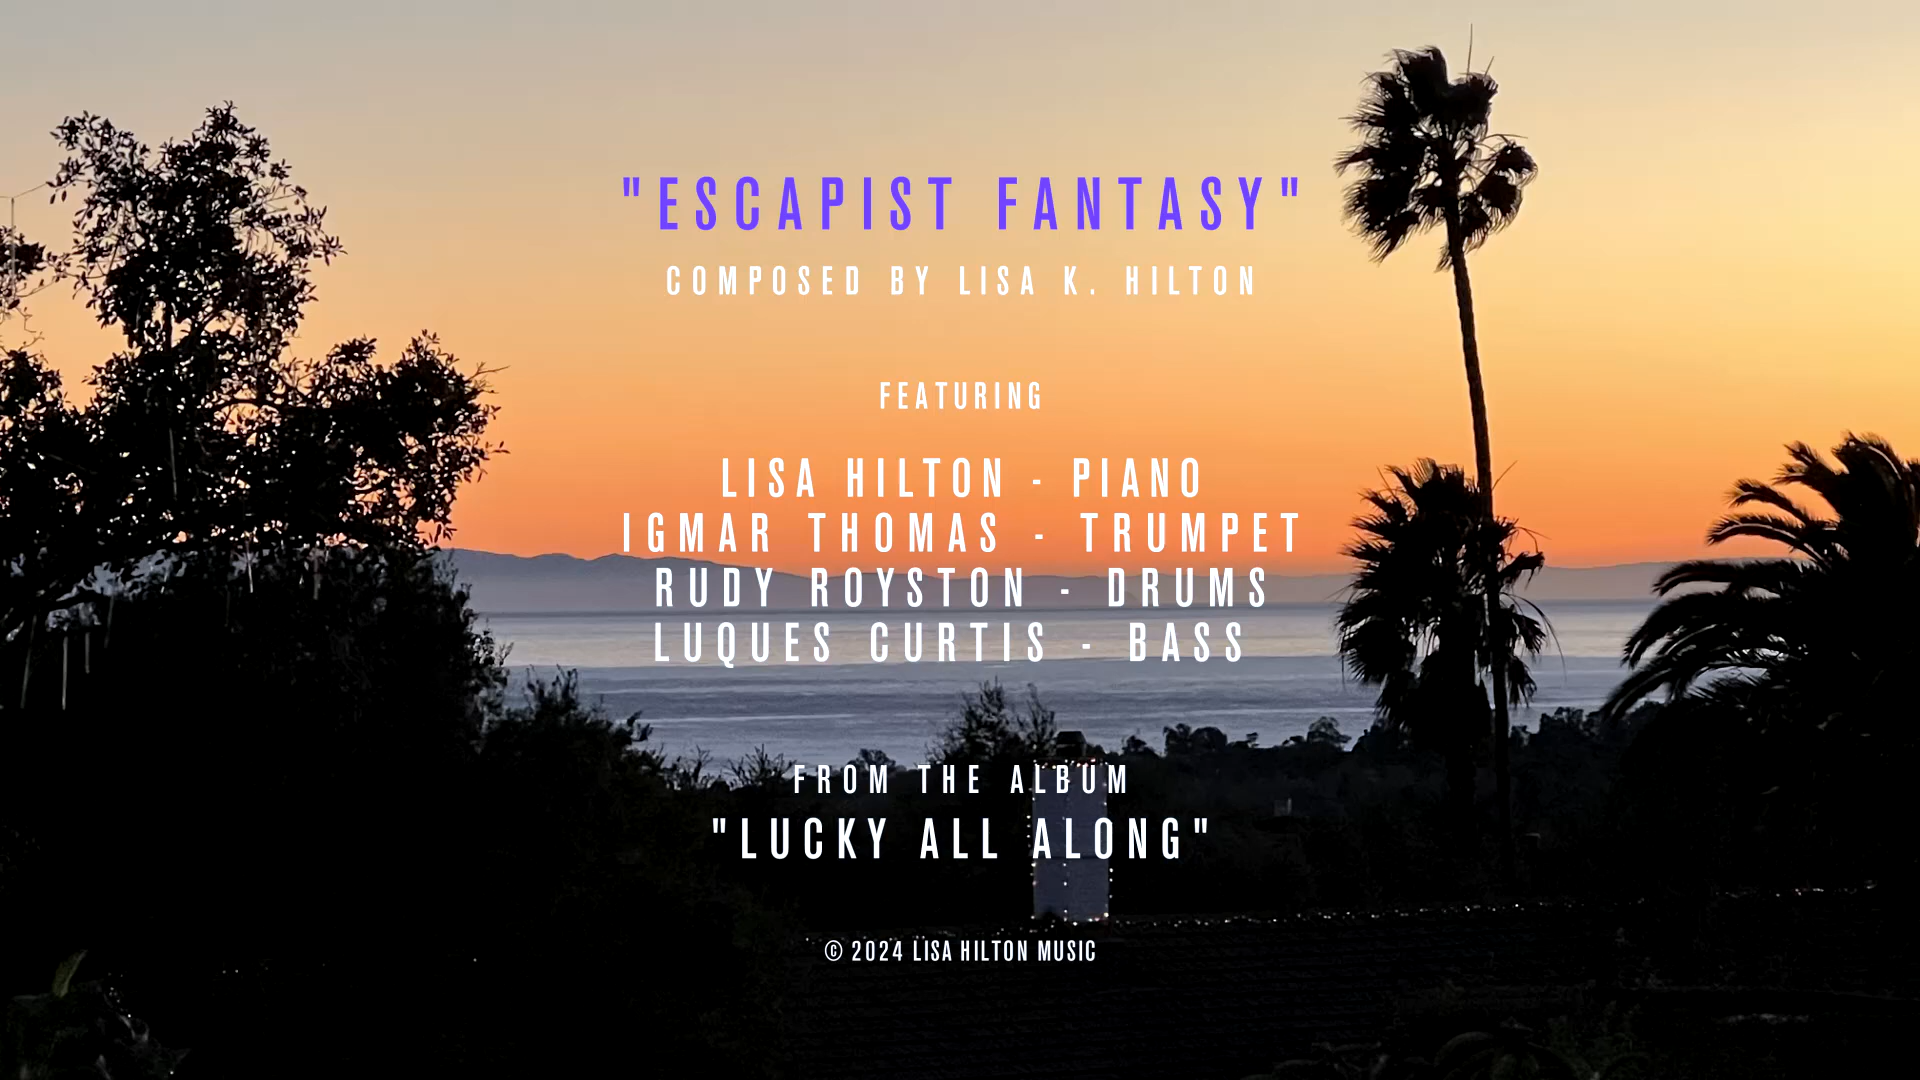 "ESCAPIST FANTASY"
COMPOSED BY LISA K. HILTON
FEATURING
LISA HILTON - PIANO
IGMAR THOMAS - TRUMPET
RUDY ROYSTON - DRUMS
LUQUES CURTIS - BASS
FROM THE ALBUM
"LUCKY ALL ALONG"
© 2024 LISA HILTON MUSIC